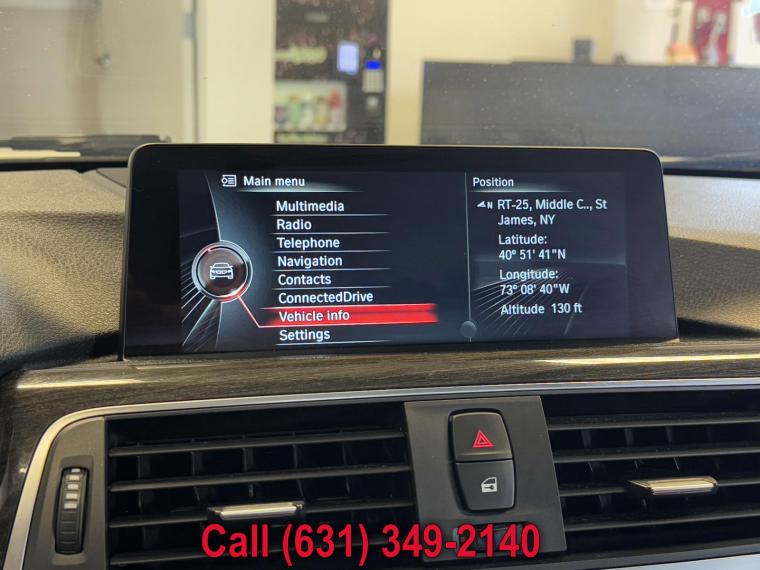 Main menu
Multimedia
Radio
Telephone
Navigation
Contacts
ConnectedDrive
Vehicle info
Settings
Position
N RT-25, Middle C.., St
James, NY
Latitude:
40° 51' 41"N
Longitude:
73° 08' 40"W
Altitude 130 ft
Call (631) 349-2140